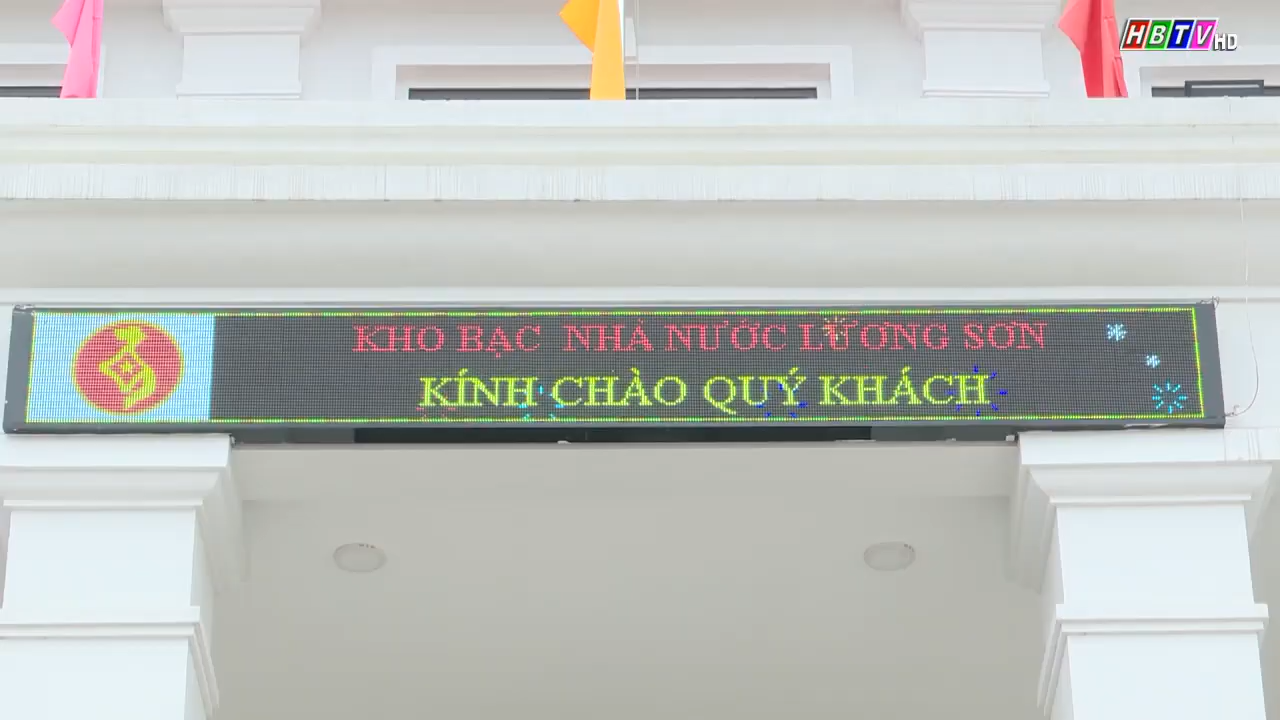 HBTV HD
KHO BẠC NHÀ NƯỚC LƯƠNG SƠN
KÍNH CHÀO QUÝ KHÁCH